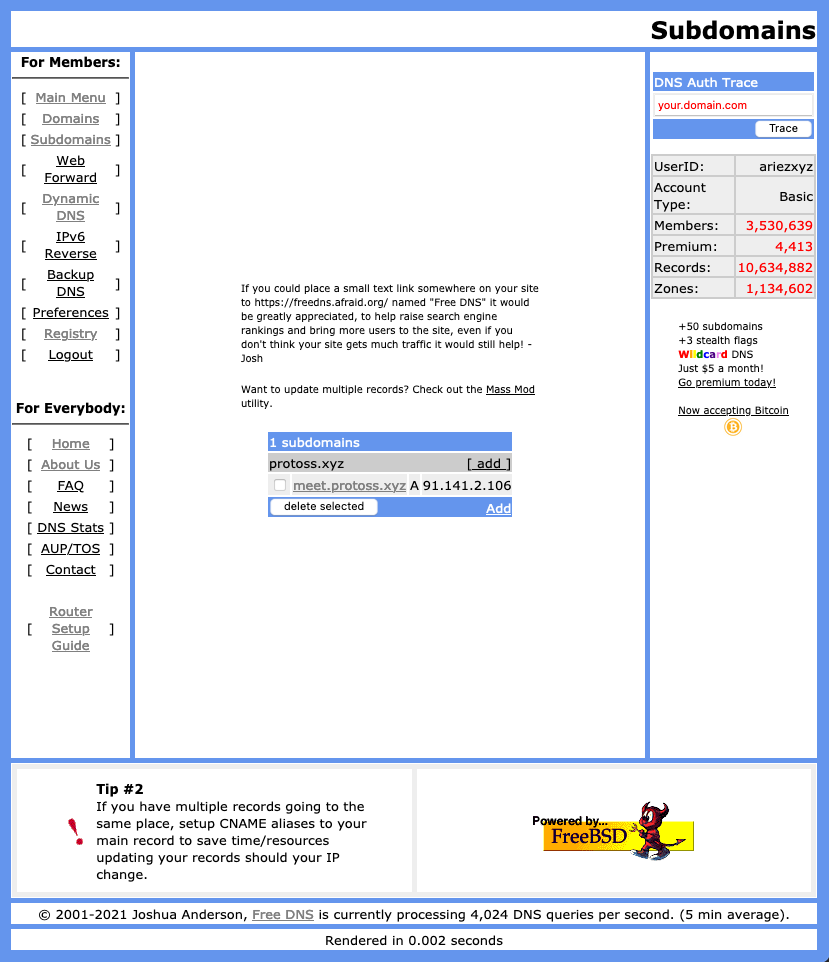 Subdomains
For Members:
[ Main Menu ]
[ Domains ]
[ Subdomains ]
[ Web
Forward ]
[ Dynamic
DNS ]
[ IPv6
Reverse ]
[ Backup
DNS ]
[ Preferences ]
[ Registry ]
[ Logout ]
For Everybody:
[ Home ]
[ About Us ]
[ FAQ ]
[ News ]
[ DNS Stats ]
[ AUP/TOS ]
[ Contact ]
[ Router
Setup
Guide ]
If you could place a small text link somewhere on your site
to https://freedns.afraid.org/ named "Free DNS" it would
be greatly appreciated, to help raise search engine
rankings and bring more users to the site, even if you
don't think your site gets much traffic it would still help! -
Josh
Want to update multiple records? Check out the Mass Mod
utility.
1 subdomains
protoss.xyz [ add ]
meet.protoss.xyz A 91.141.2.106
delete selected Add
DNS Auth Trace
your.domain.com
Trace
UserID: ariezxyz
Account
Type: Basic
Members: 3,530,639
Premium: 4,413
Records: 10,634,882
Zones: 1,134,602
+50 subdomains
+3 stealth flags
Wildcard DNS
Just $5 a month!
Go premium today!
Now accepting Bitcoin
Tip #2
If you have multiple records going to the
same place, setup CNAME aliases to your
main record to save time/resources
updating your records should your IP
change.
Powered by...
FreeBSD
© 2001-2021 Joshua Anderson, Free DNS is currently processing 4,024 DNS queries per second. (5 min average).
Rendered in 0.002 seconds